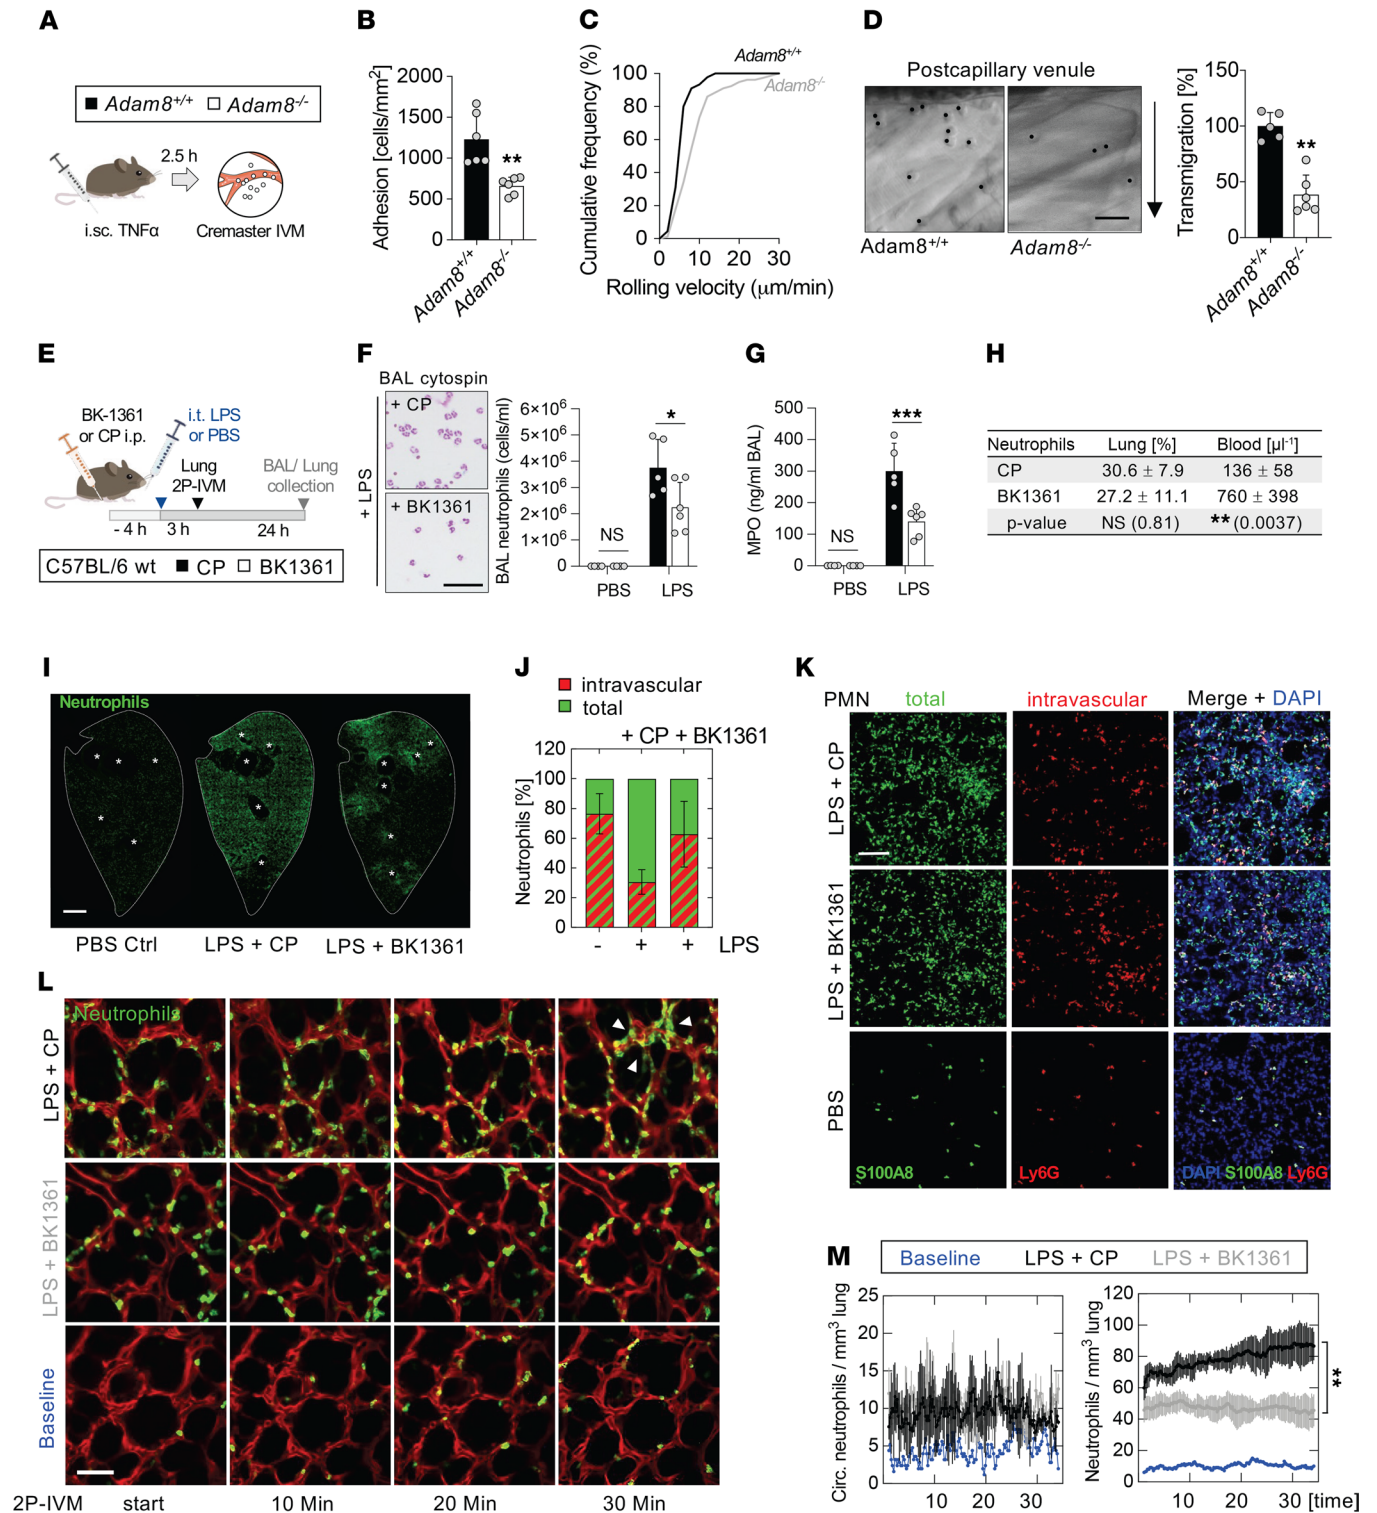 A
Adam8+/+ Adam8-/-
2.5 h
i.sc. TNFα
Cremaster IVM
B
Adhesion [cells/mm2]
2000
1500
1000
500
0
**
Adam8+/+
Adam8-/-
C
Cumulative frequency (%)
100
80
60
40
20
0
Adam8+/+
Adam8-/-
0 10 20 30
Rolling velocity (μm/min)
D
Postcapillary venule
Adam8+/+
Adam8-/-
Transmigration [%]
150
100
50
0
**
Adam8+/+
Adam8-/-
E
BK-1361
or CP i.p.
i.t. LPS
or PBS
Lung
2P-IVM
BAL/ Lung
collection
- 4 h 3 h 24 h
C57BL/6 wt CP BK1361
F
BAL cytospin
+ LPS
+ CP
+ BK1361
BAL neutrophils (cells/ml)
6×10⁶
5×10⁶
4×10⁶
3×10⁶
2×10⁶
1×10⁶
0
NS
*
PBS LPS
G
MPO (ng/ml BAL)
500
400
300
200
100
0
NS
***
PBS LPS
H
Neutrophils Lung [%] Blood [µl-1]
CP 30.6 ± 7.9 136 ± 58
BK1361 27.2 ± 11.1 760 ± 398
p-value NS (0.81) ** (0.0037)
I
Neutrophils
* * * * * * * * * * * * * * * *
PBS Ctrl LPS + CP LPS + BK1361
J
intravascular
total
+ CP + BK1361
Neutrophils [%]
120
100
80
60
40
20
0
- + + LPS
K
PMN total intravascular Merge + DAPI
LPS + CP
LPS + BK1361
PBS
S100A8
Ly6G
DAPI S100A8 Ly6G
L
Neutrophils
LPS + CP
LPS + BK1361
Baseline
2P-IVM start 10 Min 20 Min 30 Min
M
Baseline LPS + CP LPS + BK1361
Circ. neutrophils / mm3 lung
25
20
15
10
5
0
10 20 30
Neutrophils / mm3 lung
120
100
80
60
40
20
0
**
10 20 30 [time]